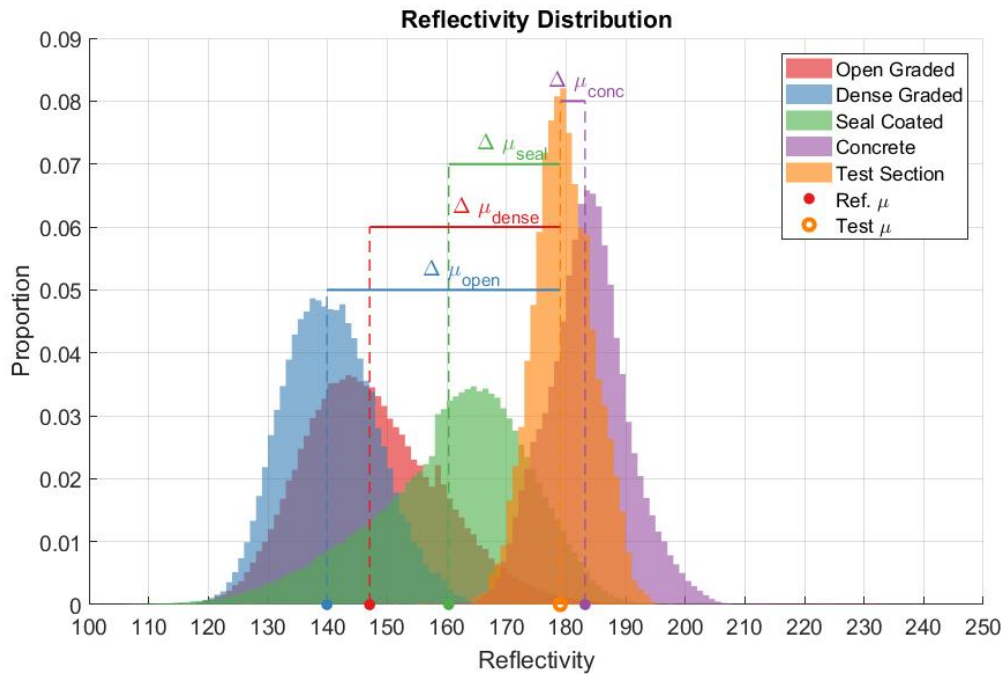 Reflectivity Distribution
0.09
0.08
0.07
0.06
0.05
0.04
0.03
0.02
0.01
0
Proportion
Δ μconc
Δ μseal
Δ μdense
Δ μopen
Open Graded
Dense Graded
Seal Coated
Concrete
Test Section
Ref. μ
Test μ
100 110 120 130 140 150 160 170 180 190 200 210 220 230 240 250
Reflectivity